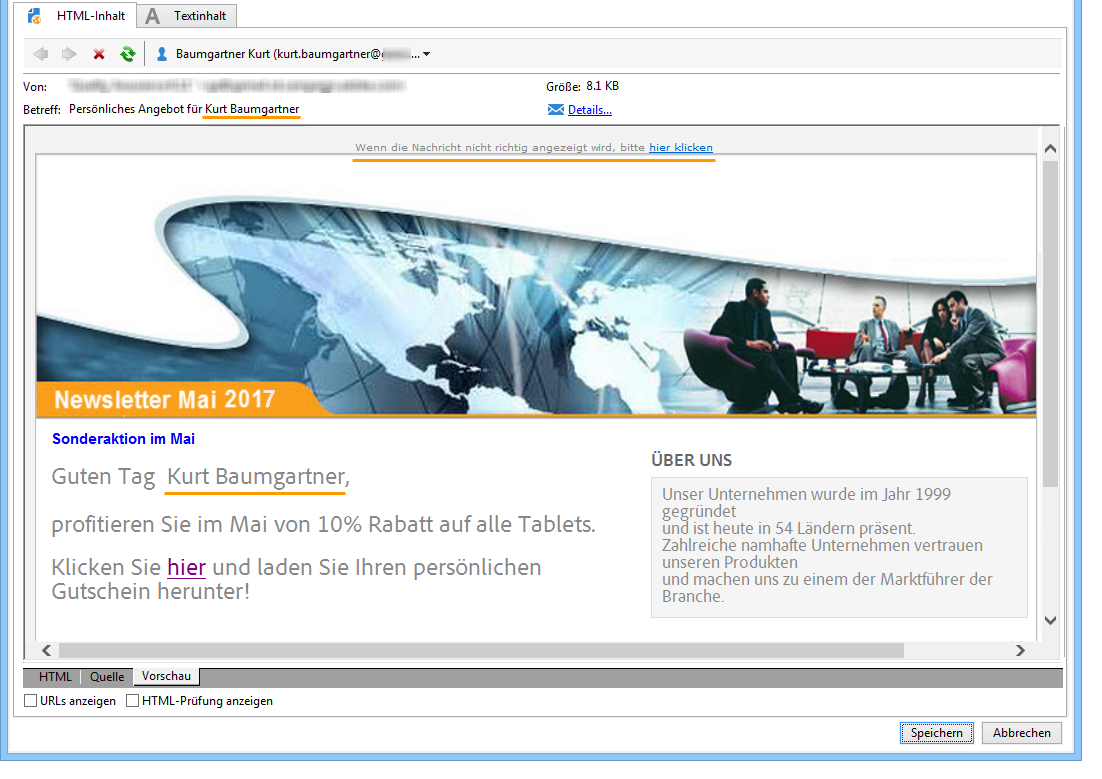 HTML-Inhalt
A Textinhalt
Baumgartner Kurt (kurt.baumgartner@ ...
Von:
Größe: 8.1 KB
Betreff: Persönliches Angebot für Kurt Baumgartner
Details...
Wenn die Nachricht nicht richtig angezeigt wird, bitte hier klicken
Newsletter Mai 2017
Sonderaktion im Mai
Guten Tag Kurt Baumgartner,
profitieren Sie im Mai von 10% Rabatt auf alle Tablets.
Klicken Sie hier und laden Sie Ihren persönlichen
Gutschein herunter!
ÜBER UNS
Unser Unternehmen wurde im Jahr 1999
gegründet
und ist heute in 54 Ländern präsent.
Zahlreiche namhafte Unternehmen vertrauen
unseren Produkten
und machen uns zu einem der Marktführer der
Branche.
HTML Quelle Vorschau
URLs anzeigen HTML-Prüfung anzeigen
Speichern Abbrechen